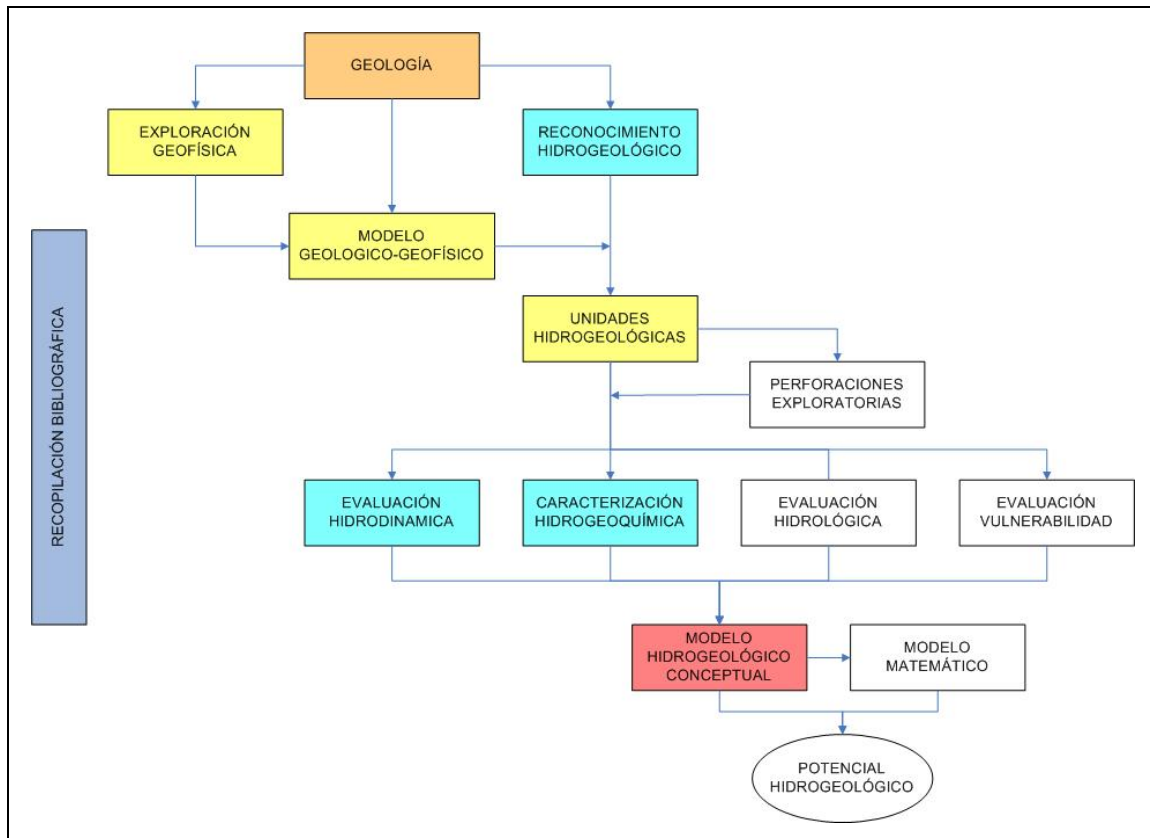 GEOLOGÍA
EXPLORACIÓN
GEOFÍSICA
RECONOCIMIENTO
HIDROGEOLÓGICO
MODELO
GEOLOGICO-GEOFÍSICO
RECOPILACIÓN BIBLIOGRÁFICA
UNIDADES
HIDROGEOLÓGICAS
PERFORACIONES
EXPLORATORIAS
EVALUACIÓN
HIDRODINAMICA
CARACTERIZACIÓN
HIDROGEOQUÍMICA
EVALUACIÓN
HIDROLÓGICA
EVALUACIÓN
VULNERABILIDAD
MODELO
HIDROGEOLÓGICO
CONCEPTUAL
MODELO
MATEMÁTICO
POTENCIAL
HIDROGEOLÓGICO